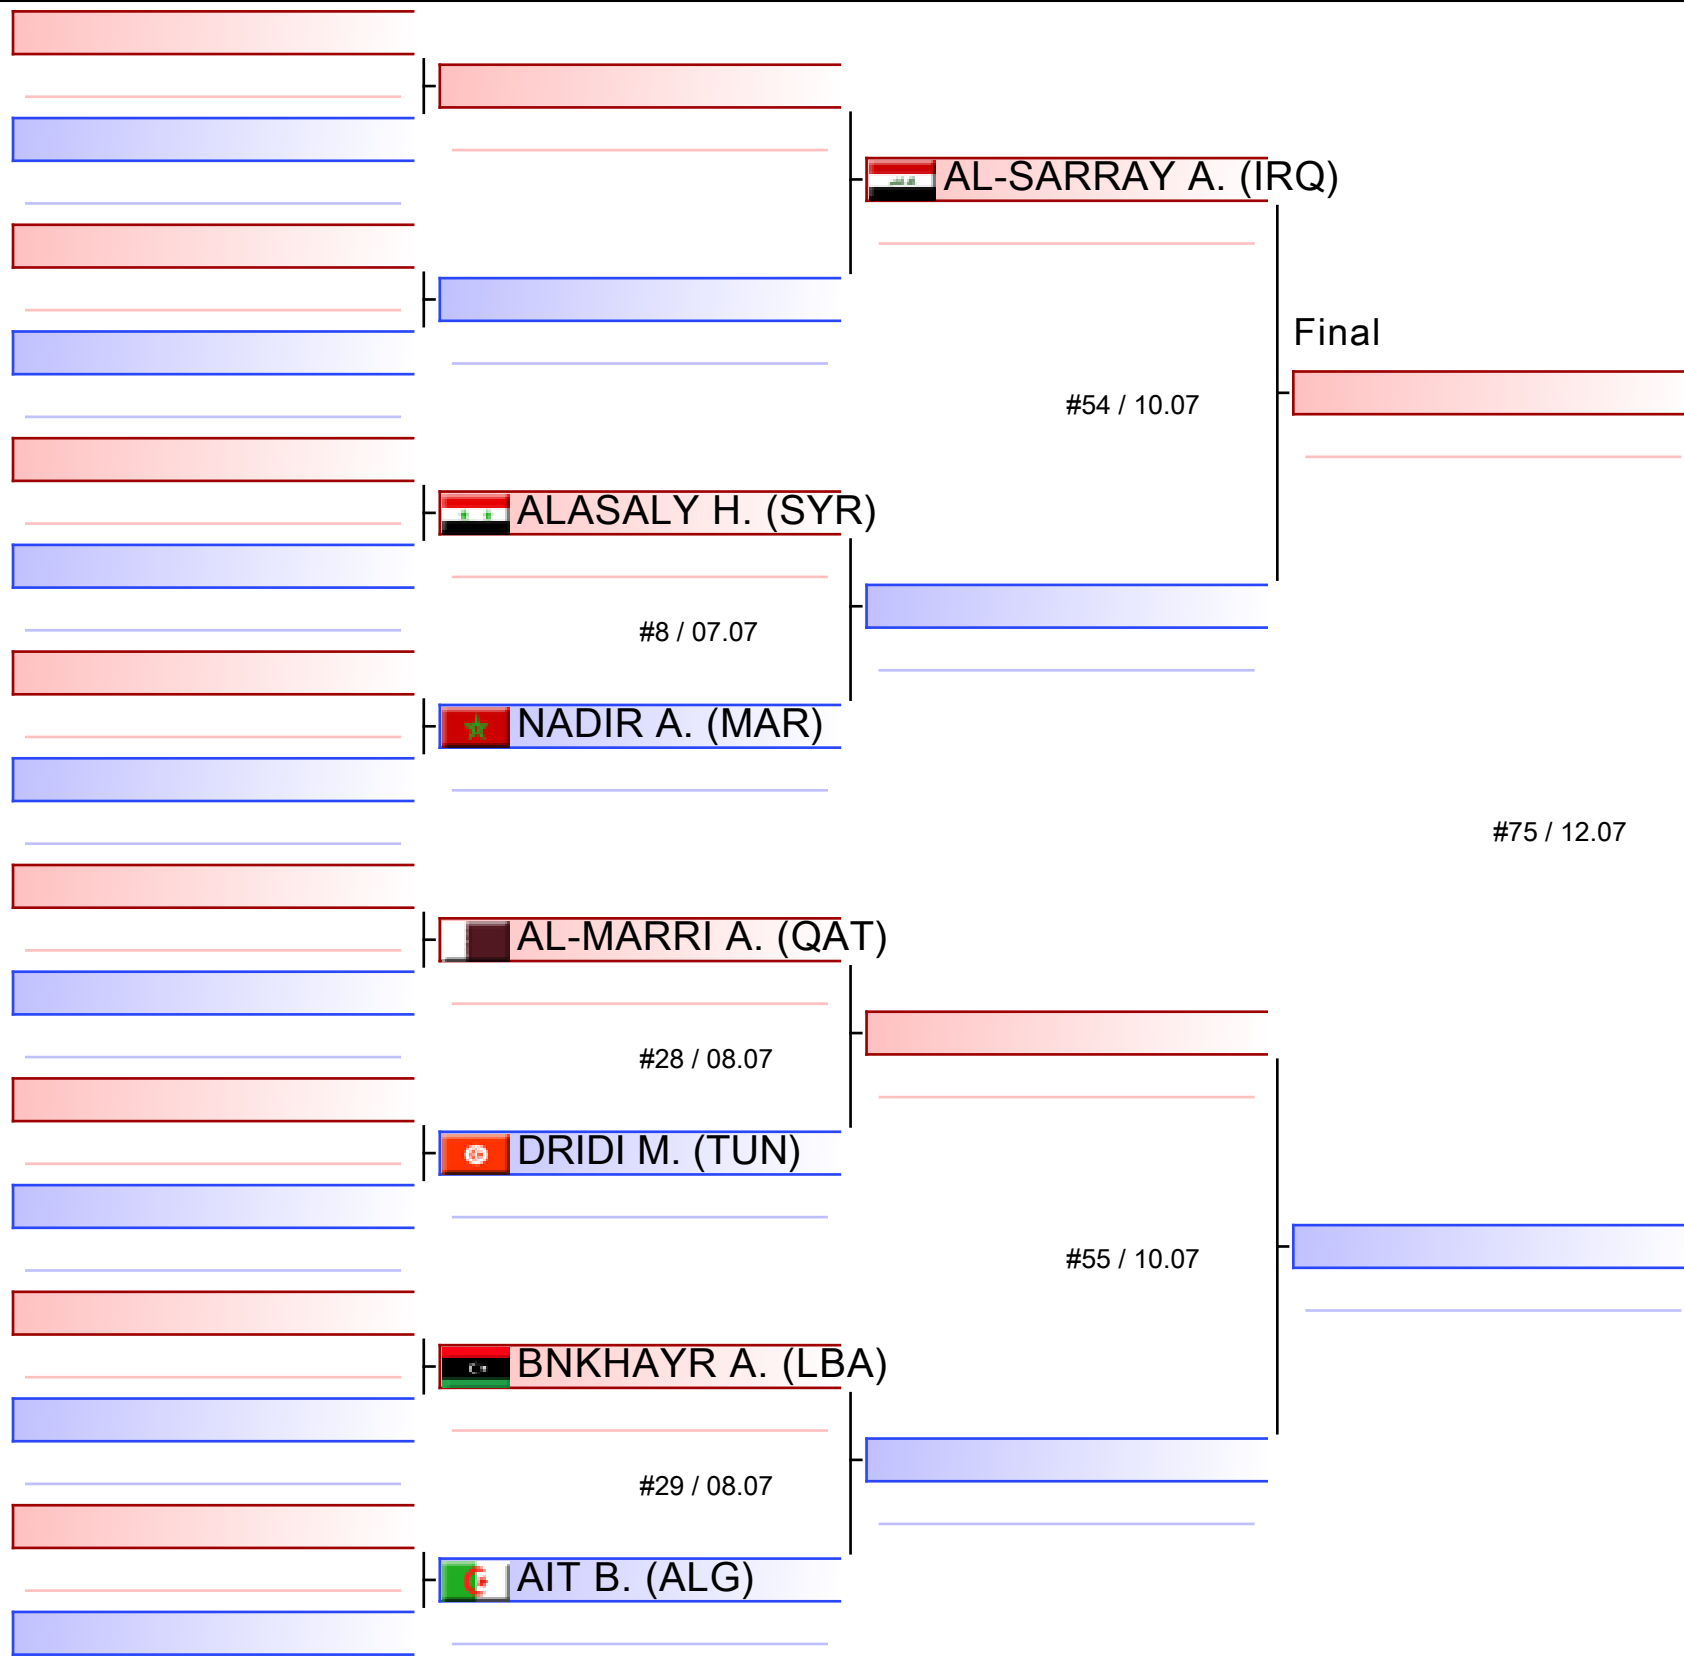 AL-SARRAY A. (IRQ)
Final
#54 / 10.07
ALASALY H. (SYR)
#8 / 07.07
NADIR A. (MAR)
#75 / 12.07
AL-MARRI A. (QAT)
#28 / 08.07
DRIDI M. (TUN)
#55 / 10.07
BNKHAYR A. (LBA)
#29 / 08.07
AIT B. (ALG)